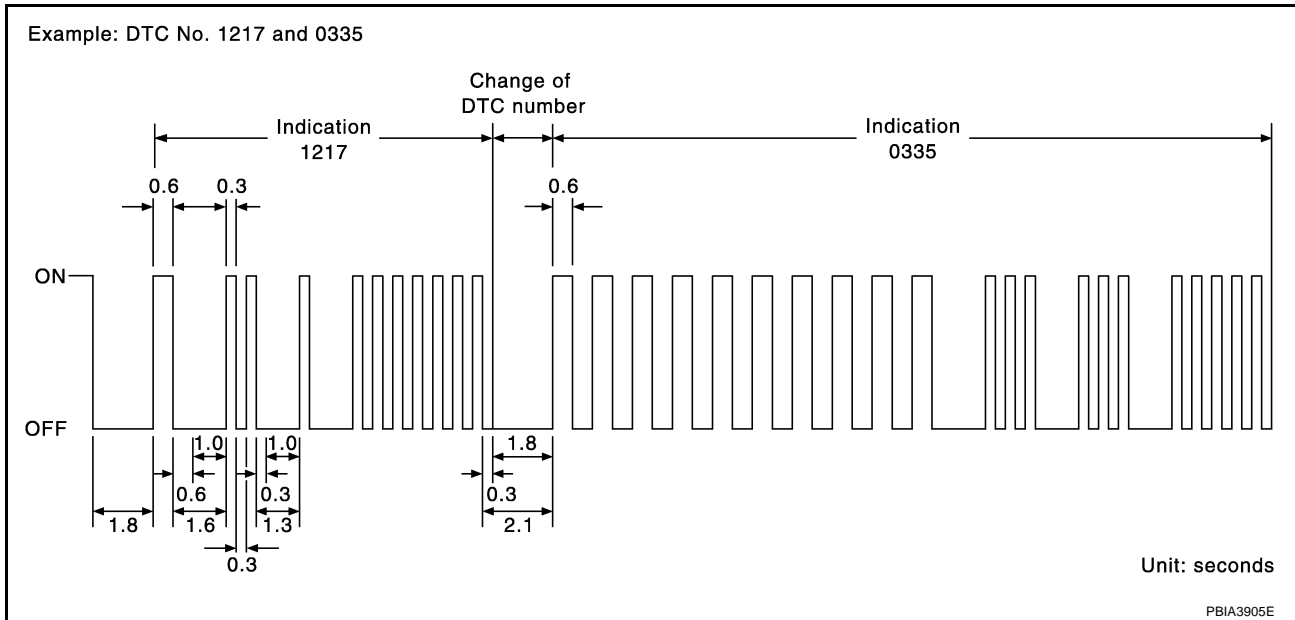 Example: DTC No. 1217 and 0335
Change of
DTC number
Indication
1217
Indication
0335
0.6
0.3
0.6
ON
OFF
1.0
1.0
1.8
0.6
0.3
0.3
1.8
1.6
1.3
2.1
0.3
Unit: seconds
PBIA3905E